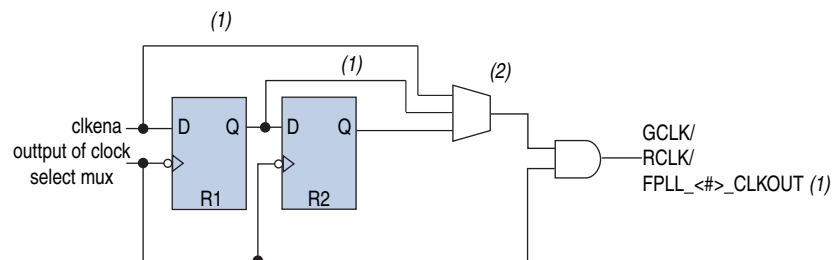 (1)
(1)
(2)
clkena
D Q D Q
outtput of clock
select mux
R1
R2
GCLK/
RCLK/
FPLL_<#>_CLKOUT (1)